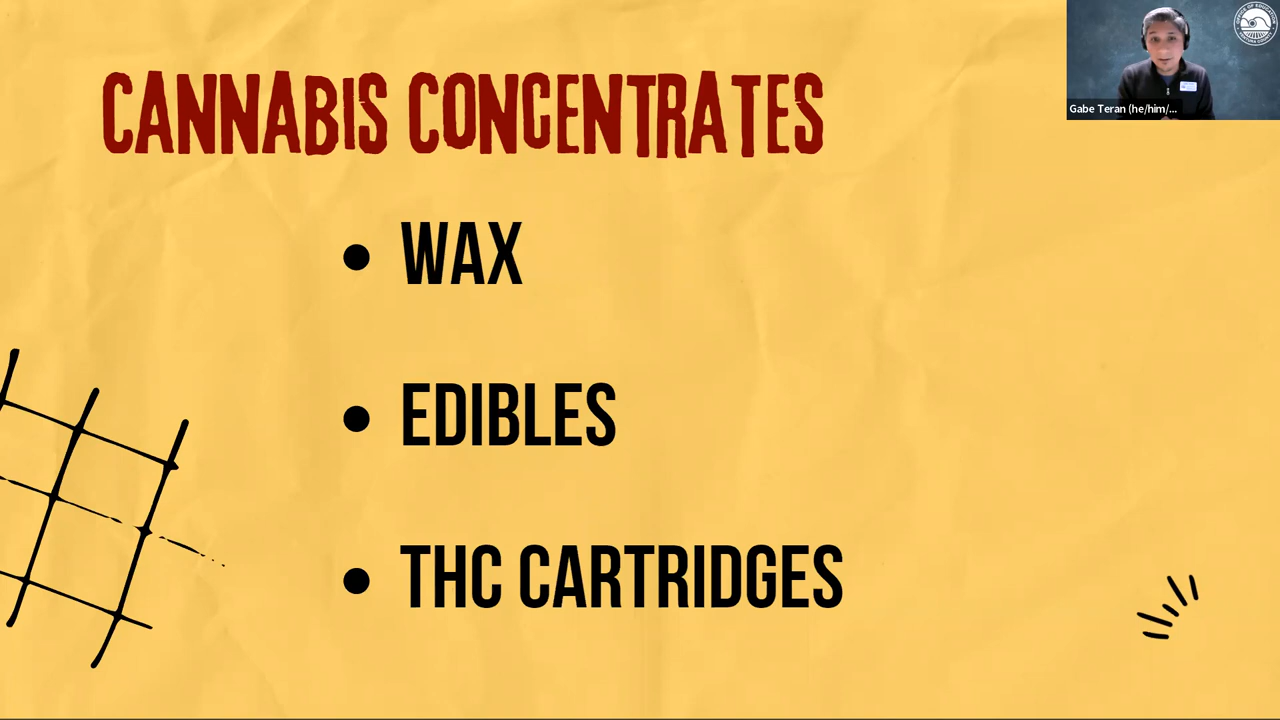 CANNABIS CONCENTRATES
• WAX
• EDIBLES
• THC CARTRIDGES
Gabe Teran (he/him/...